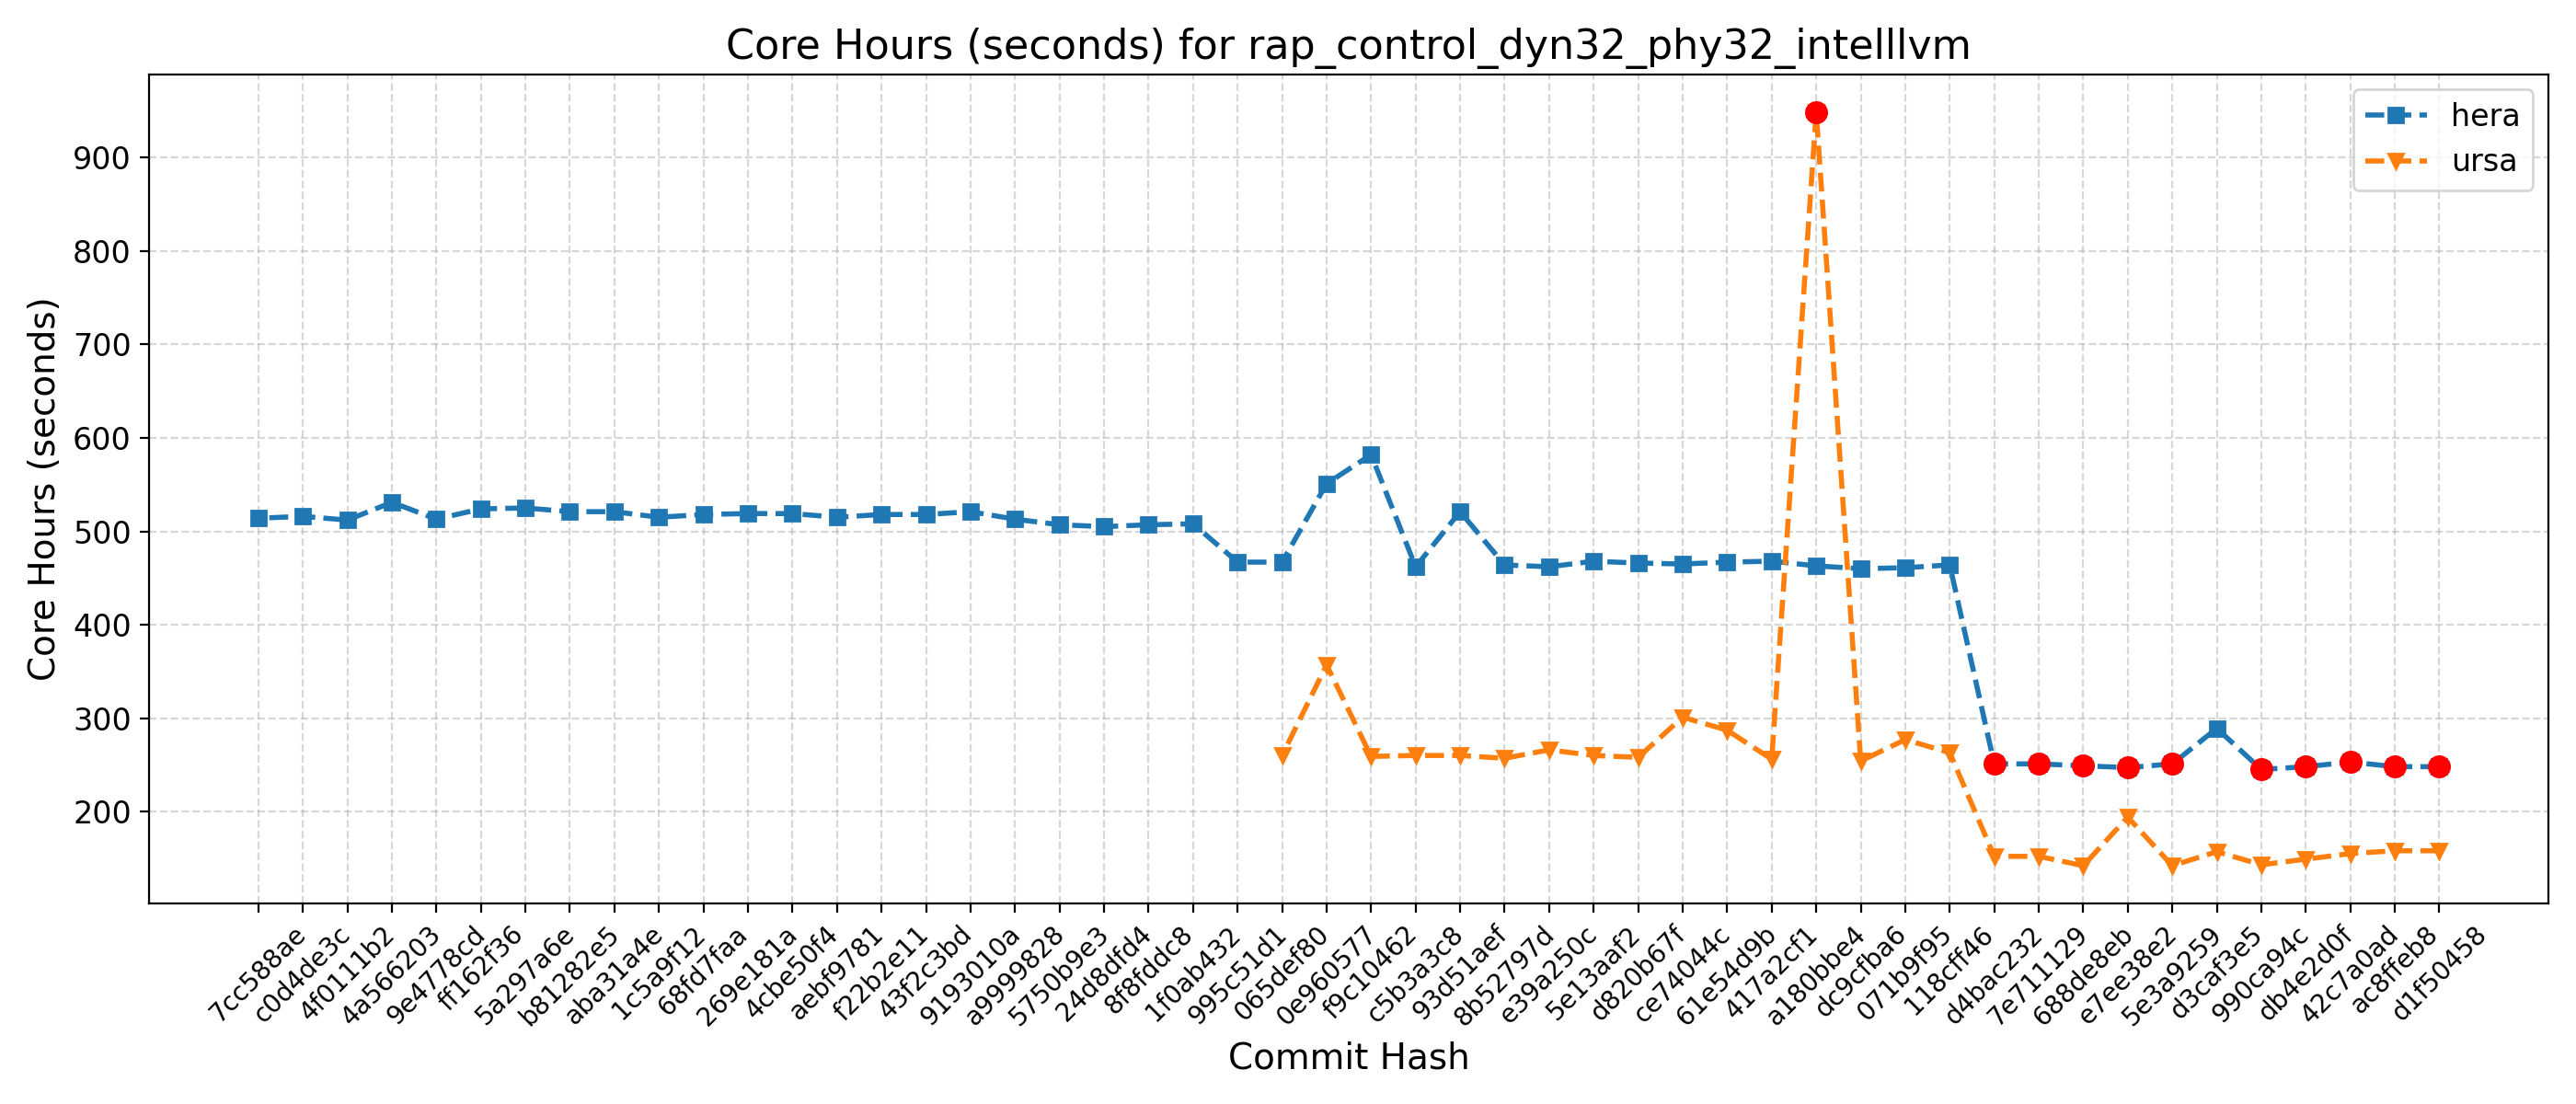 Core Hours (seconds) for rap_control_dyn32_phy32_intelllvm
hera
ursa
Core Hours (seconds)
900
800
700
600
500
400
300
200
7cc588ae
c0d4de3c
4f0111b2
4a566203
9e4778cd
ff162f36
5a297a6e
b81282e5
aba31a4e
1c5a9f12
68fd7faa
269e181a
4cbe50f4
aebf9781
f22b2e11
43f2c3bd
9193010a
a9999828
5750b9e3
24d8dfd4
8f8fddc8
1f0ab432
995c51d1
065def80
0e960577
f9c10462
c5b3a3c8
93d51aef
8b52797d
e39a250c
5e13aaf2
d820b67f
ce74044c
61e54d9b
417a2cf1
a180bbe4
dc9cfba6
071b9f95
118cff46
d4bac232
7e711129
688de8eb
e7ee38e2
5e3a9259
d3caf3e5
990ca94c
db4e2d0f
42c7a0ad
ac8ffeb8
d1f50458
Commit Hash